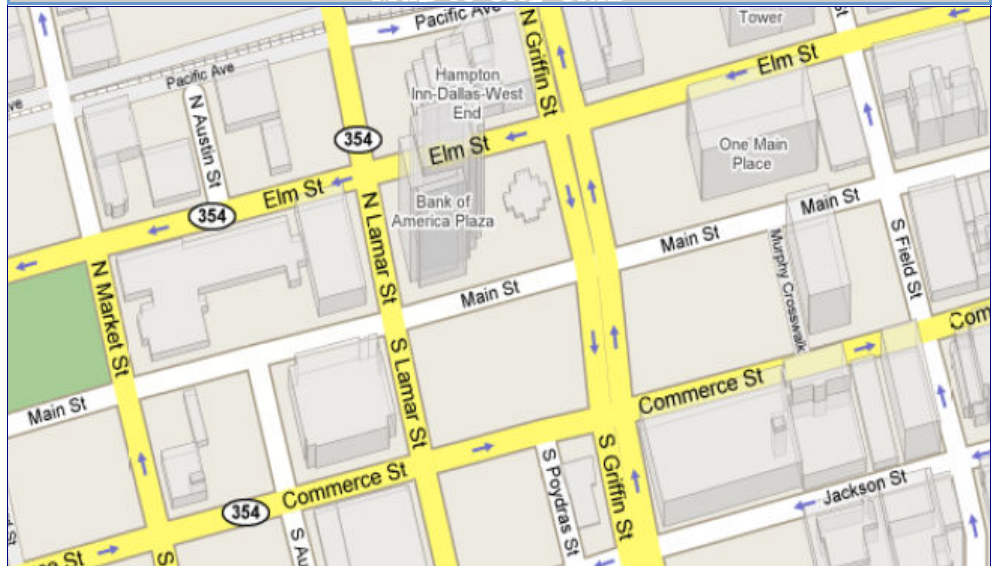 Pacific Ave
Tower
N Griffin St
Elm St
Pacific Ave
Hampton
Inn-Dallas-West
End
N Austin St
354
Elm St
One Main
Place
Elm St
354
Bank of
America Plaza
N Lamar St
Main St
Main St
S Field St
Murphy Crosswalk
N Market St
Main St
S Lamar St
Commerce St
Main St
Commerce St
354
S Poydras St
S Griffin St
Jackson St